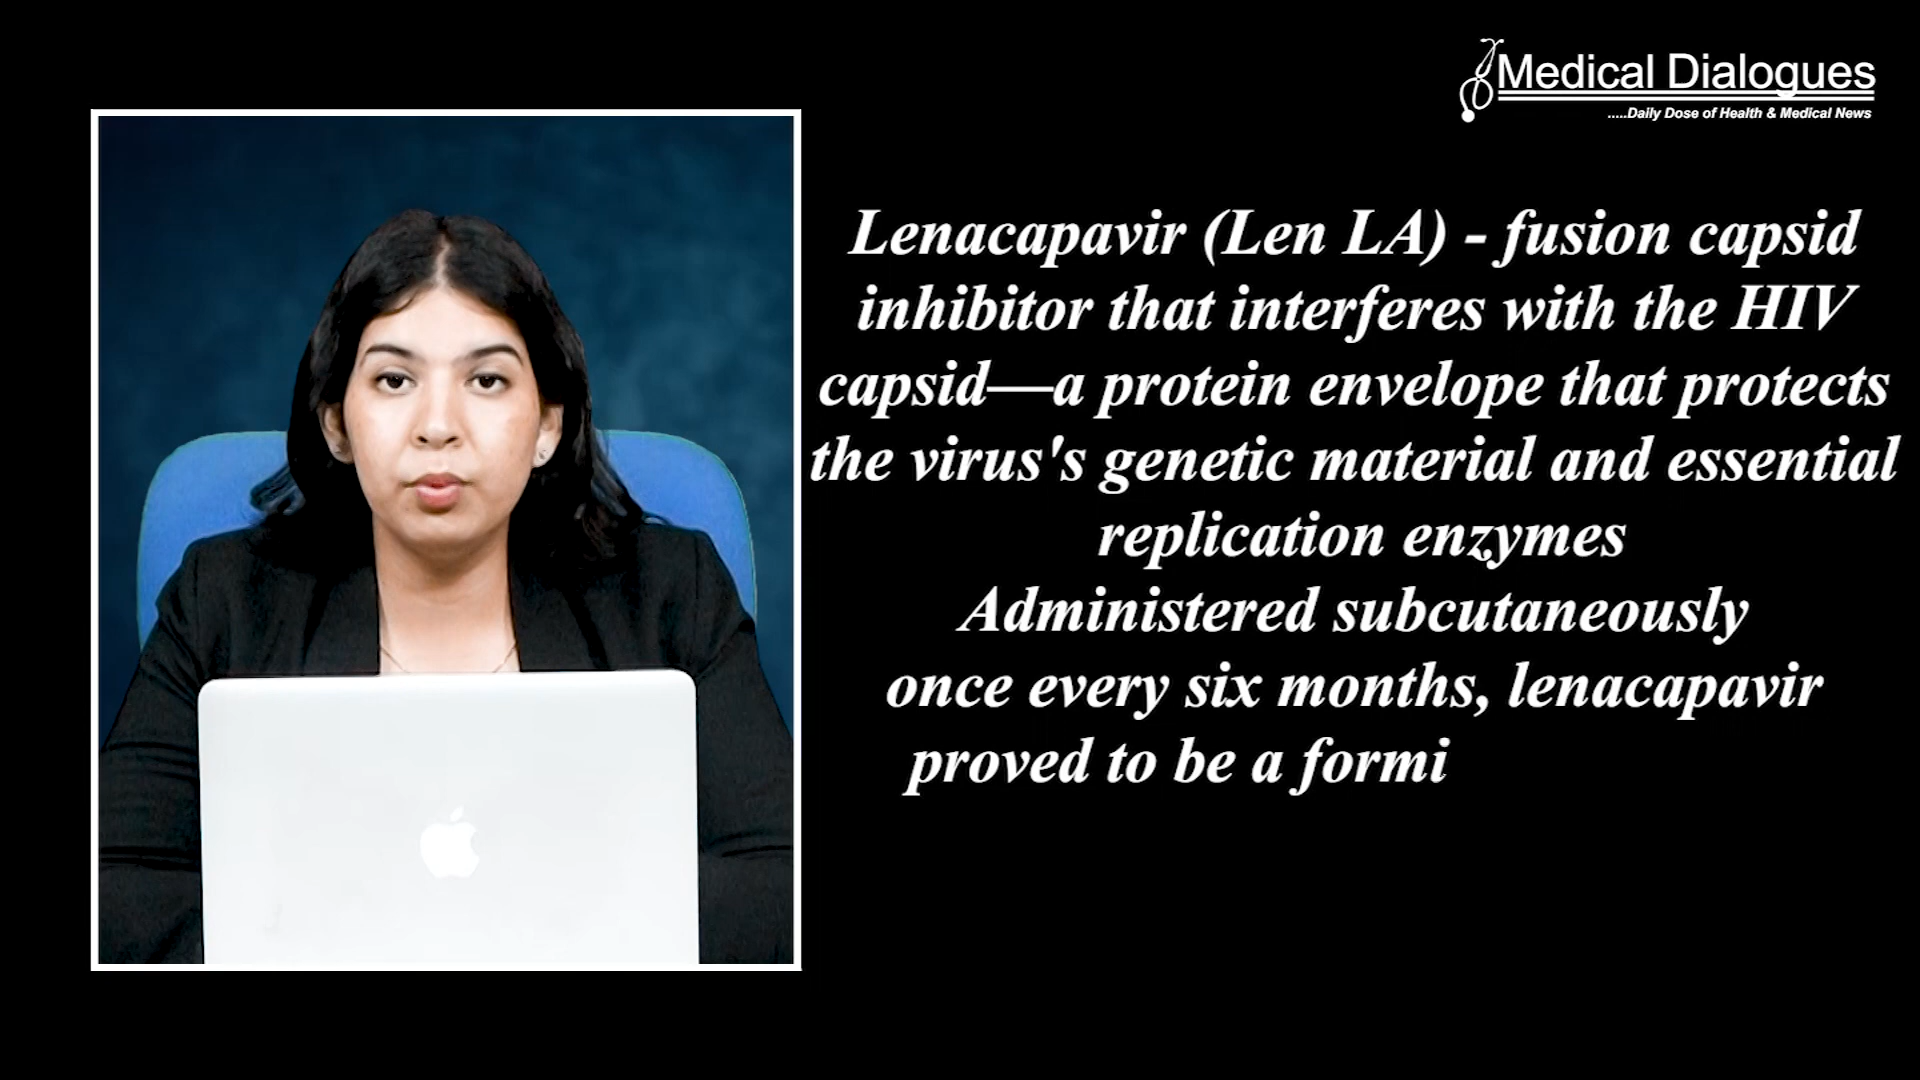 Medical Dialogues
.....Daily Dose of Health & Medical News
Lenacapavir (Len LA) - fusion capsid
inhibitor that interferes with the HIV
capsid—a protein envelope that protects
the virus's genetic material and essential
replication enzymes
Administered subcutaneously
once every six months, lenacapavir
proved to be a formi